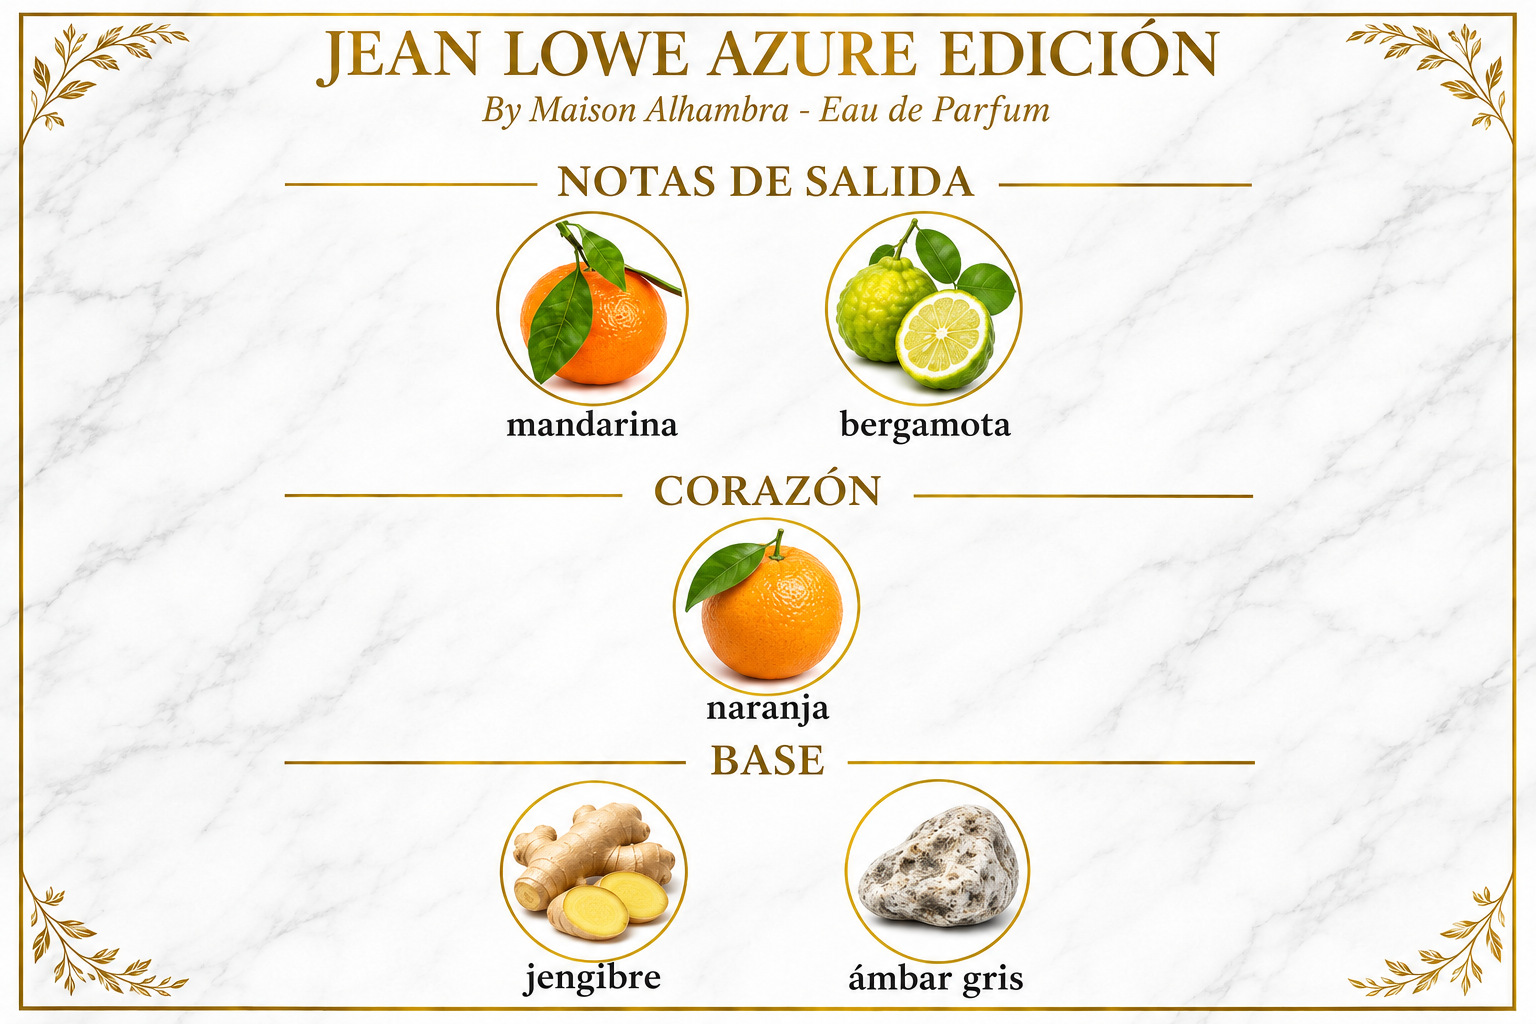 JEAN LOWE AZURE EDICIÓN
By Maison Alhambra - Eau de Parfum
NOTAS DE SALIDA
mandarina
bergamota
CORAZÓN
naranja
BASE
jengibre
ámbar gris